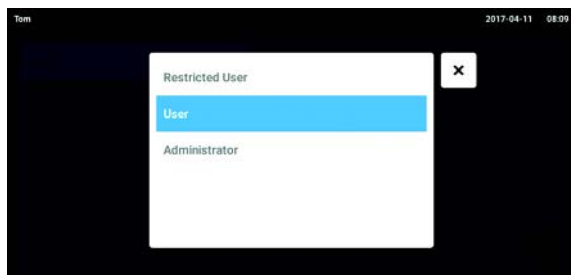 Tom
2017-04-11 08:09
Restricted User
User
Administrator